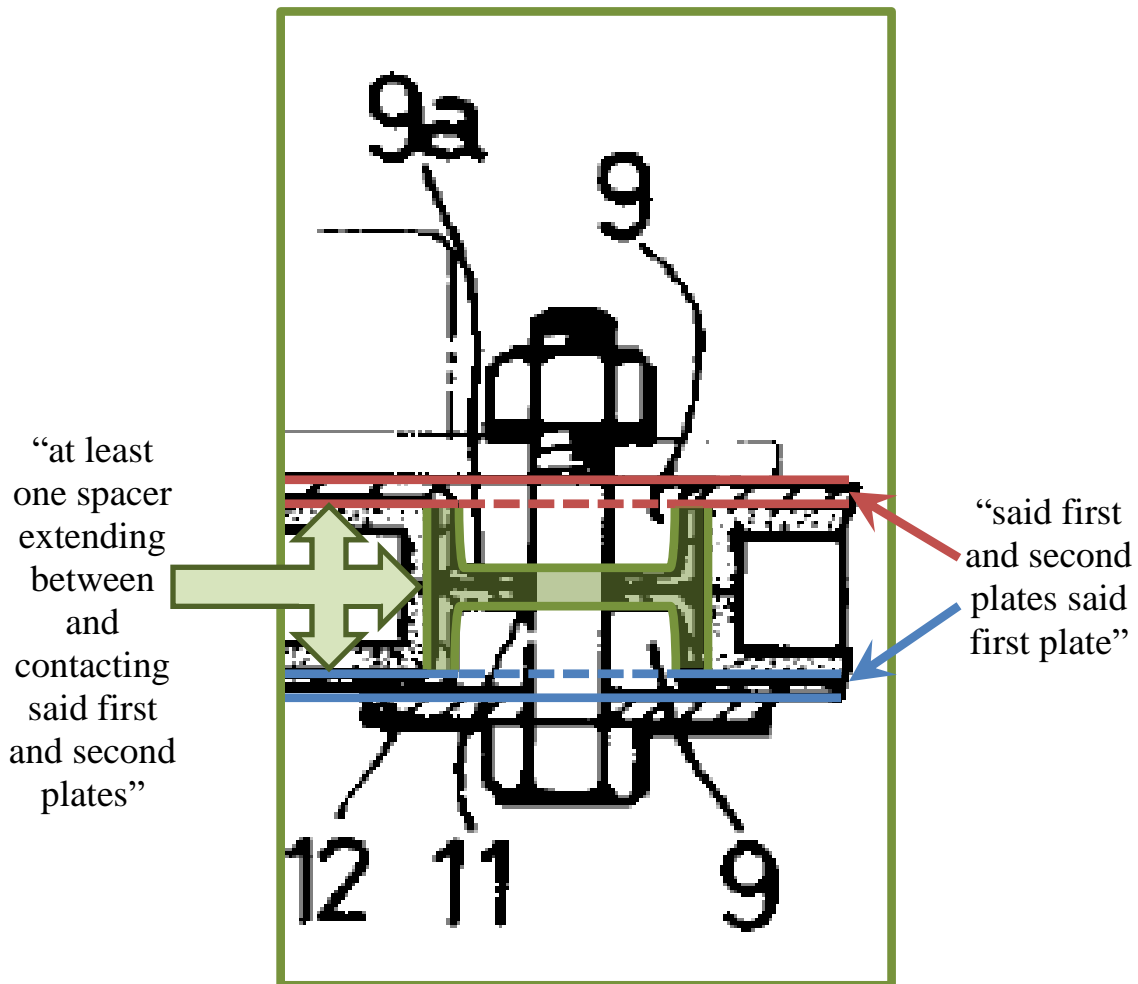 9a
9
“at least
one spacer
extending
between
and
contacting
said first
and second
plates”
“said first
and second
plates said
first plate”
12
11
9